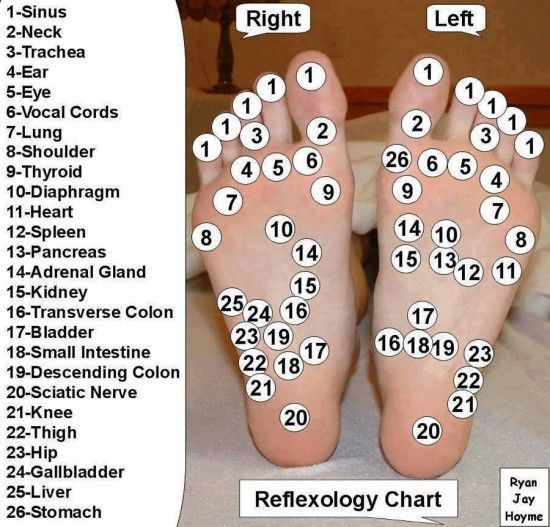 1-Sinus
2-Neck
3-Trachea
4-Ear
5-Eye
6-Vocal Cords
7-Lung
8-Shoulder
9-Thyroid
10-Diaphragm
11-Heart
12-Spleen
13-Pancreas
14-Adrenal Gland
15-Kidney
16-Transverse Colon
17-Bladder
18-Small Intestine
19-Descending Colon
20-Sciatic Nerve
21-Knee
22-Thigh
23-Hip
24-Gallbladder
25-Liver
26-Stomach
Right
1
1
1
1
1
3
2
4
5
6
7
9
8
10
14
15
25
24
16
23
19
22
18
17
21
20
Left
1
1
1
1
1
2
3
26
6
5
4
9
7
14
10
8
15
13
12
11
17
16
18
19
23
22
21
20
Reflexology Chart
Ryan
Jay
Hoyme